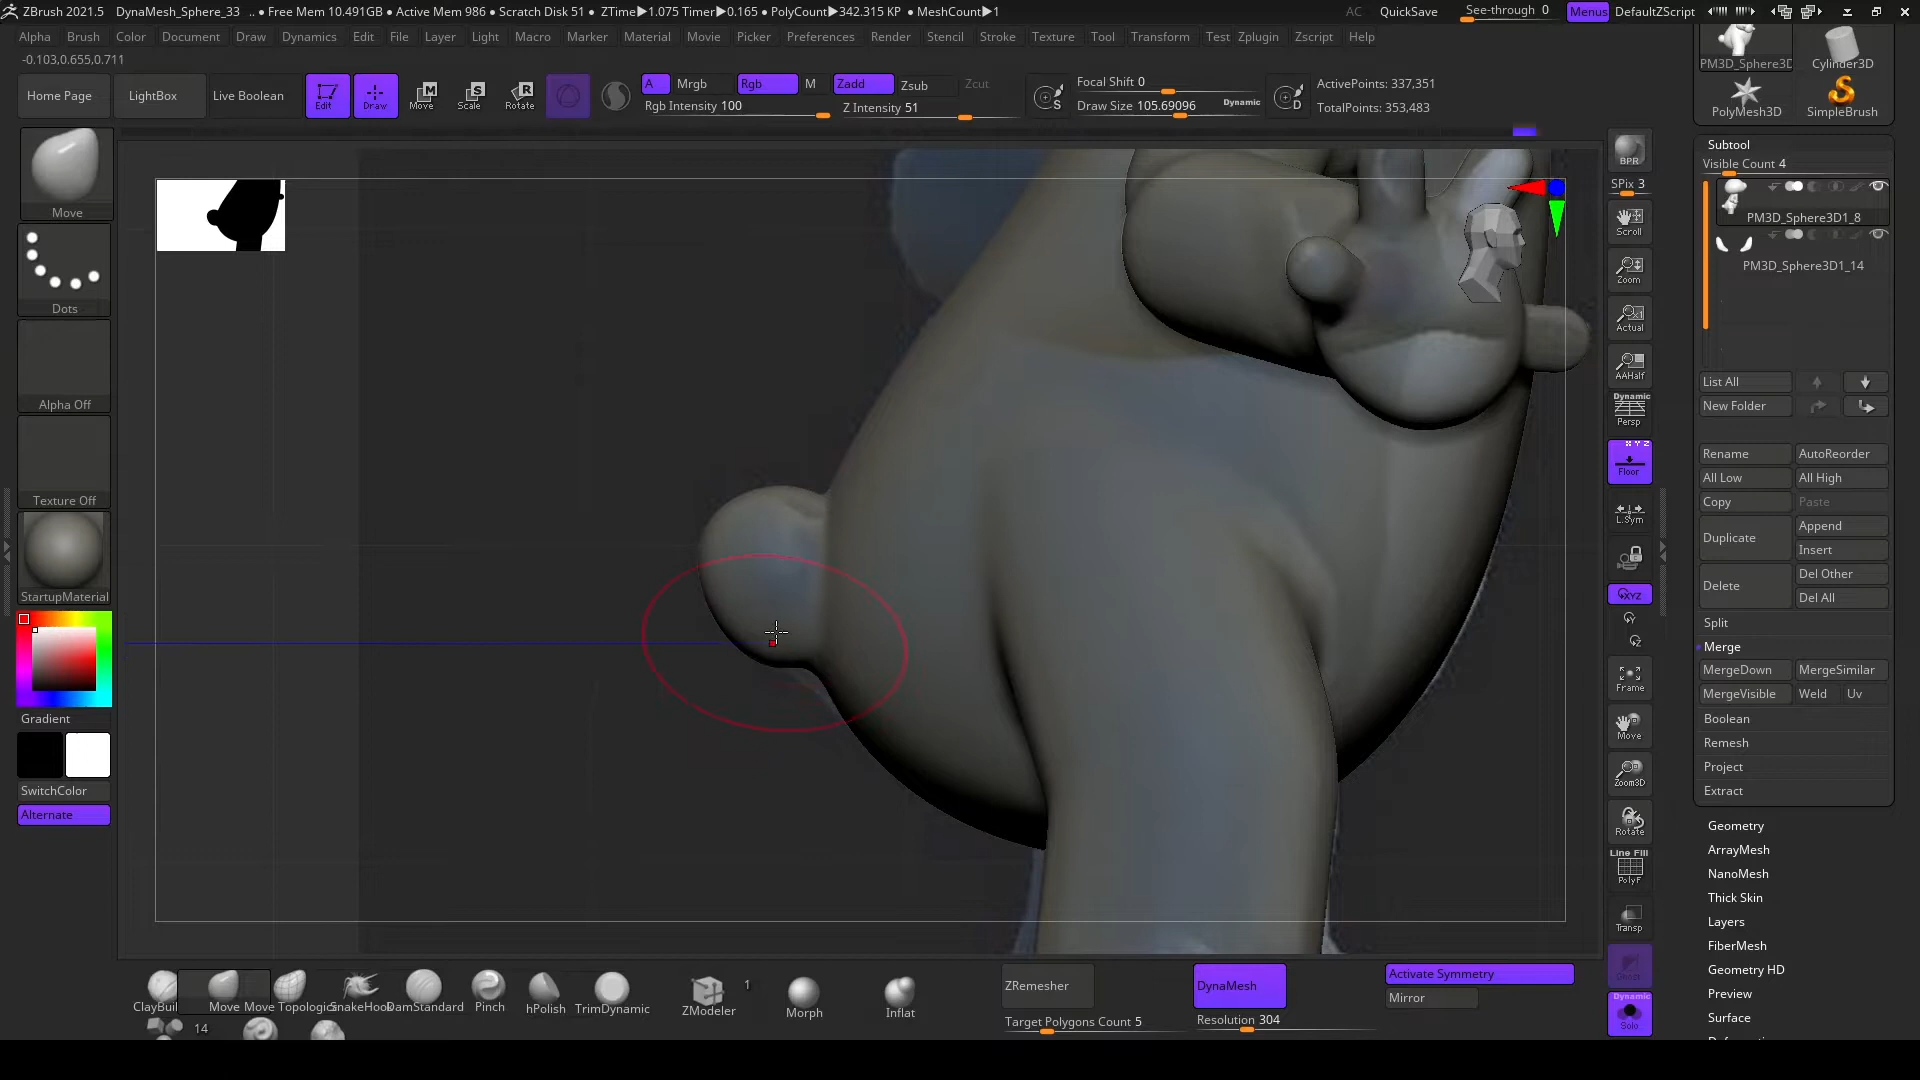 ZBrush 2021.5 DynaMesh_Sphere_33 .. • Free Mem 10.491GB • Active Mem 986 • Scratch Disk 51 • ZTime▶1.075 Timer▶0.165 • PolyCount▶342.315 KP • MeshCount▶1 AC QuickSave See-through 0 Menus DefaultZScript
Alpha Brush Color Document Draw Dynamics Edit File Layer Light Macro Marker Material Movie Picker Preferences Render Stencil Stroke Texture Tool Transform Test Zplugin Zscript Help
-0.103,0.655,0.711
Home Page LightBox Live Boolean Edit Draw Move Scale Rotate
M S R
A Mrgb Rgb M Zadd Zsub Zcut
Rgb Intensity 100 Z Intensity 51
S Focal Shift 0
Draw Size 105.69096 Dynamic
D ActivePoints: 337,351
TotalPoints: 353,483
PM3D_Sphere3D Cylinder3D
PolyMesh3D SimpleBrush
Move
Dots
Alpha Off
Texture Off
StartupMaterial
Gradient
SwitchColor
Alternate
BPR
SPix 3
Scroll
Zoom
Actual
AAHalf
Dynamic
Persp
X Y Z
Floor
L.Sym
XYZ
Y
Z
Frame
Move
Zoom3D
Rotate
Line Fill
PolyF
Transp
Dynamic
Solo
Subtool
Visible Count 4
PM3D_Sphere3D1_8
PM3D_Sphere3D1_14
List All
New Folder
Rename AutoReorder
All Low All High
Copy Paste
Duplicate Append
Insert
Delete Del Other
Del All
Split
Merge
MergeDown MergeSimilar
MergeVisible Weld Uv
Boolean
Remesh
Project
Extract
Geometry
ArrayMesh
NanoMesh
Thick Skin
Layers
FiberMesh
Geometry HD
Preview
Surface
ClayBuil Move Move Topologic SnakeHook DamStandard Pinch hPolish TrimDynamic ZModeler 1 Morph Inflat
14
ZRemesher
Target Polygons Count 5
DynaMesh
Resolution 304
Activate Symmetry
Mirror